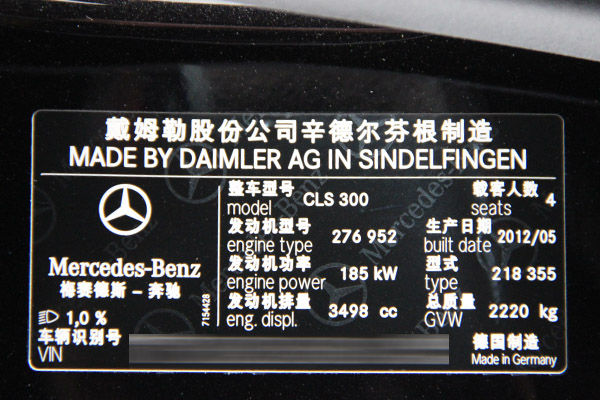 戴姆勒股份公司辛德尔芬根制造
MADE BY DAIMLER AG IN SINDELFINGEN
整车型号
model CLS 300
载客人数
seats 4
发动机型号
engine type 276 952
生产日期
built date 2012/05
发动机功率
engine power 185 kW
型式
type 218 355
发动机排量
eng. displ. 3498 cc
总质量
GVW 2220 kg
Mercedes-Benz
梅赛德斯－奔驰
1,0 %
7154428
车辆识别号
VIN
德国制造
Made in Germany